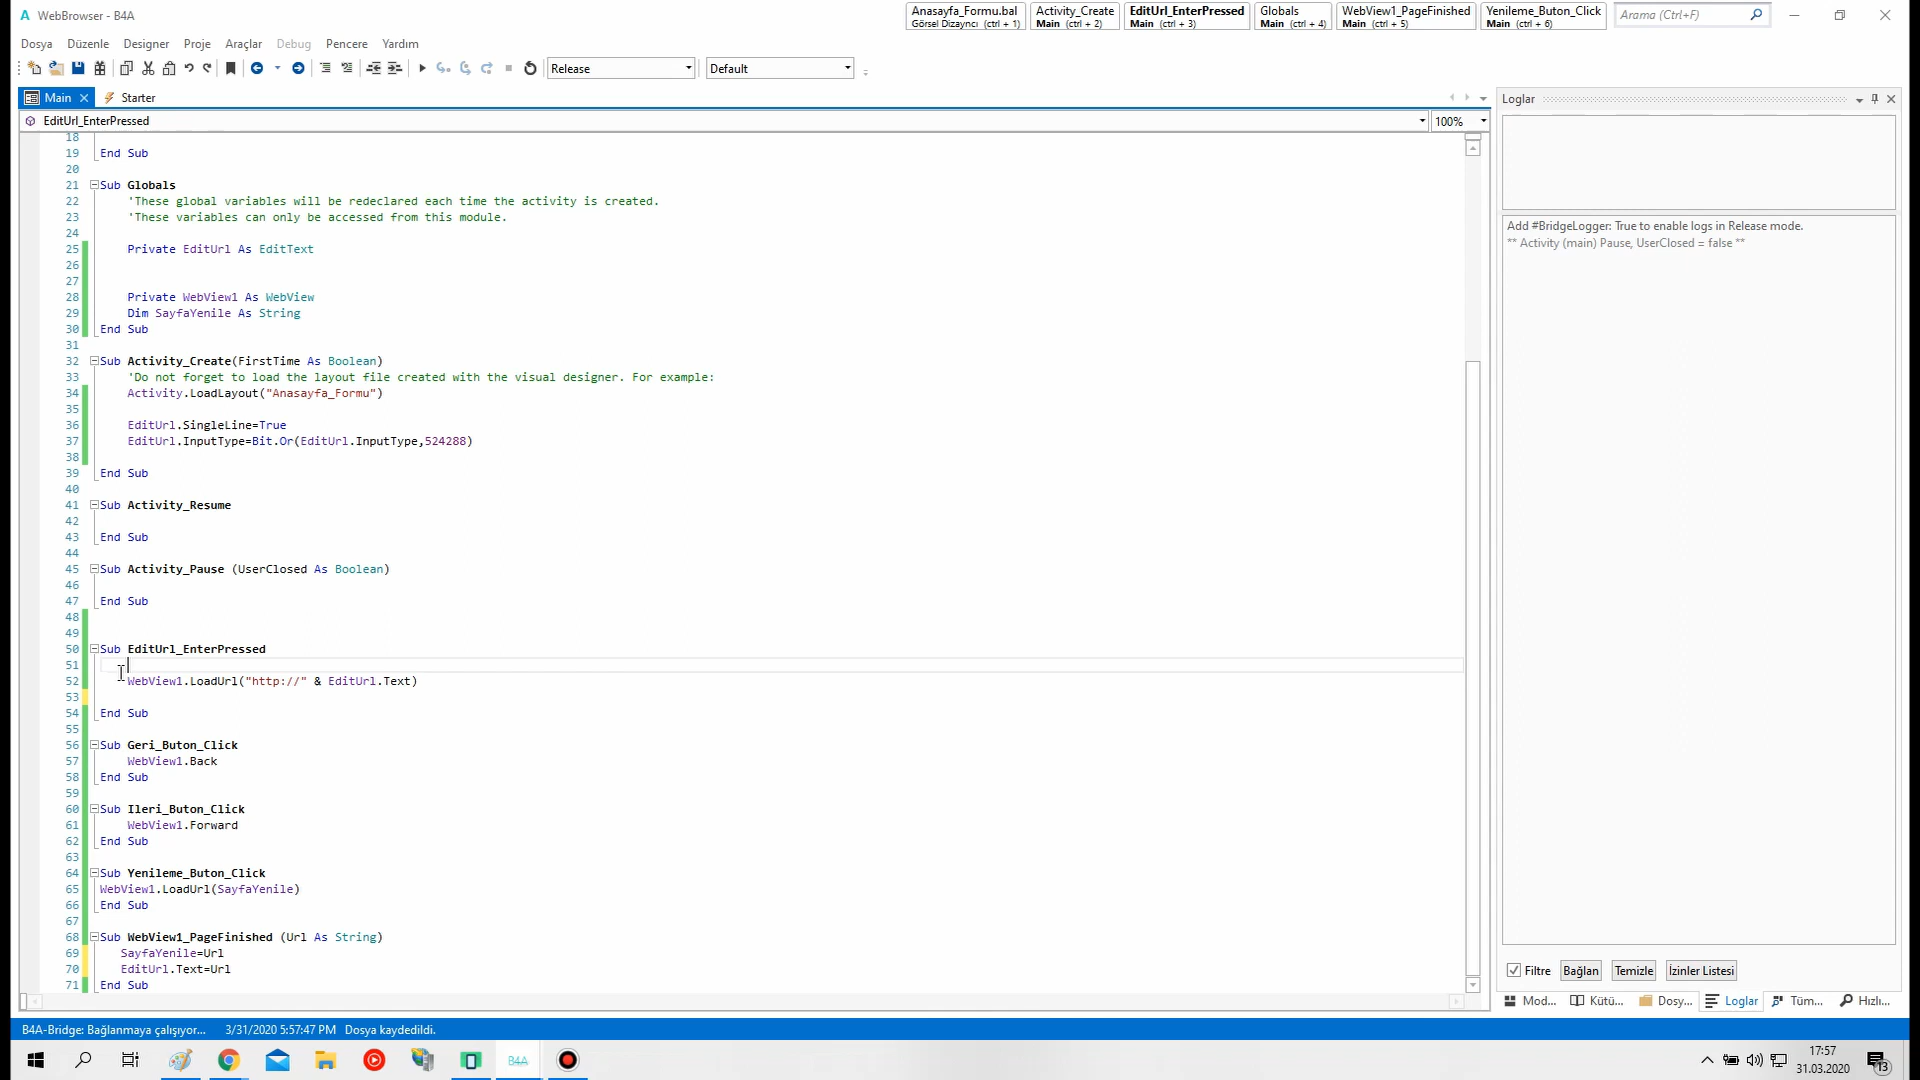 WebBrowser - B4A
Anasayfa_Formu.bal
Görsel Dizayncı (ctrl + 1)
Activity_Create
Main (ctrl + 2)
EditUrl_EnterPressed
Main (ctrl + 3)
Globals
Main (ctrl + 4)
WebView1_PageFinished
Main (ctrl + 5)
Yenileme_Buton_Click
Main (ctrl + 6)
Arama (Ctrl+F)
Dosya Düzenle Designer Proje Araçlar Debug Pencere Yardım
Release
Default
Main
Starter
EditUrl_EnterPressed
100%
18
19 End Sub
20
21 Sub Globals
22 'These global variables will be redeclared each time the activity is created.
23 'These variables can only be accessed from this module.
24
25 Private EditUrl As EditText
26
27
28 Private WebView1 As WebView
29 Dim SayfaYenile As String
30 End Sub
31
32 Sub Activity_Create(FirstTime As Boolean)
33 'Do not forget to load the layout file created with the visual designer. For example:
34 Activity.LoadLayout("Anasayfa_Formu")
35
36 EditUrl.SingleLine=True
37 EditUrl.InputType=Bit.Or(EditUrl.InputType,524288)
38
39 End Sub
40
41 Sub Activity_Resume
42
43 End Sub
44
45 Sub Activity_Pause (UserClosed As Boolean)
46
47 End Sub
48
49
50 Sub EditUrl_EnterPressed
51
52 WebView1.LoadUrl("http://" & EditUrl.Text)
53
54 End Sub
55
56 Sub Geri_Buton_Click
57 WebView1.Back
58 End Sub
59
60 Sub Ileri_Buton_Click
61 WebView1.Forward
62 End Sub
63
64 Sub Yenileme_Buton_Click
65 WebView1.LoadUrl(SayfaYenile)
66 End Sub
67
68 Sub WebView1_PageFinished (Url As String)
69 SayfaYenile=Url
70 EditUrl.Text=Url
71 End Sub
Loglar
Add #BridgeLogger: True to enable logs in Release mode.
** Activity (main) Pause, UserClosed = false **
Filtre Bağlan Temizle İzinler Listesi
Mod... Kütü... Dosy... Loglar Tüm... Hızlı...
B4A-Bridge: Bağlanmaya çalışıyor... 3/31/2020 5:57:47 PM Dosya kaydedildi.
B4A
17:57
31.03.2020
13